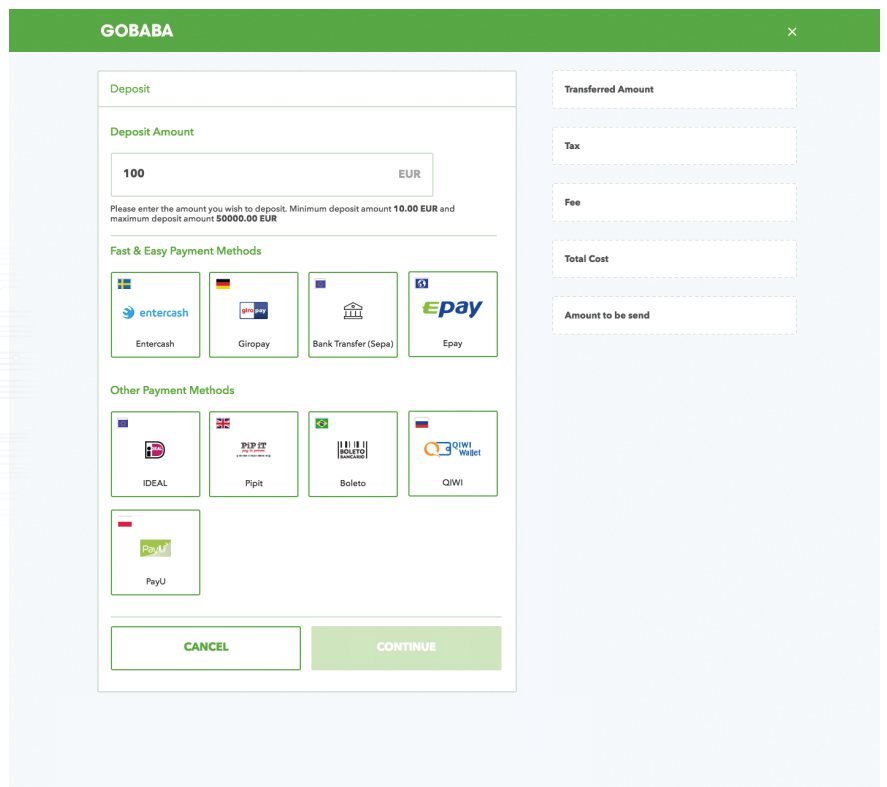 GOBABA
Deposit
Deposit Amount
100 EUR
Please enter the amount you wish to deposit. Minimum deposit amount 10.00 EUR and
maximum deposit amount 50000.00 EUR
Fast & Easy Payment Methods
entercash
giro pay
ePay
Entercash
Giropay
Bank Transfer (Sepa)
Epay
Other Payment Methods
iDEAL
PiP iT
BOLETO
BANCÁRIO
QIWI
Wallet
IDEAL
Pipit
Boleto
QIWI
PayU
PayU
CANCEL
CONTINUE
Transferred Amount
Tax
Fee
Total Cost
Amount to be send